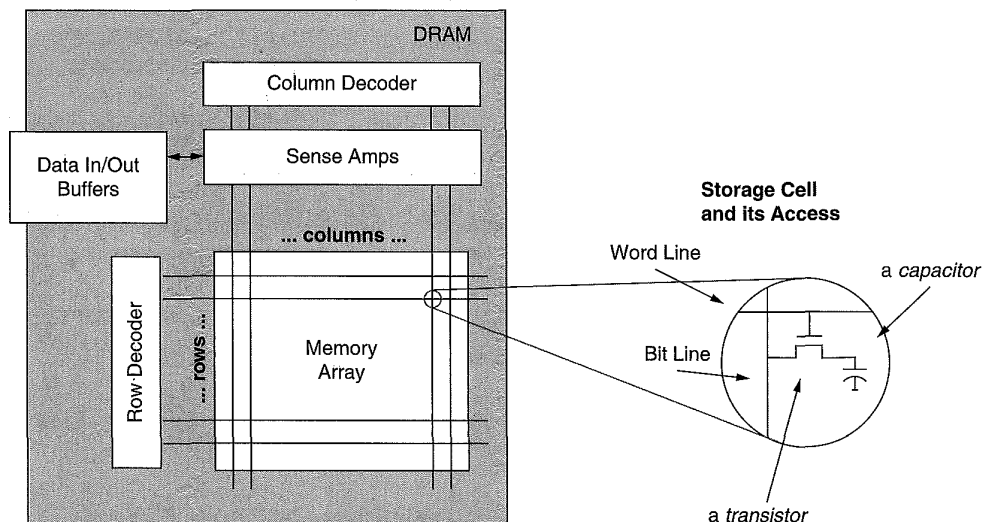 DRAM
Column Decoder
Sense Amps
Data In/Out
Buffers
... columns ...
Row Decoder
... rows ...
Memory
Array
Storage Cell
and its Access
Word Line
a capacitor
Bit Line
a transistor